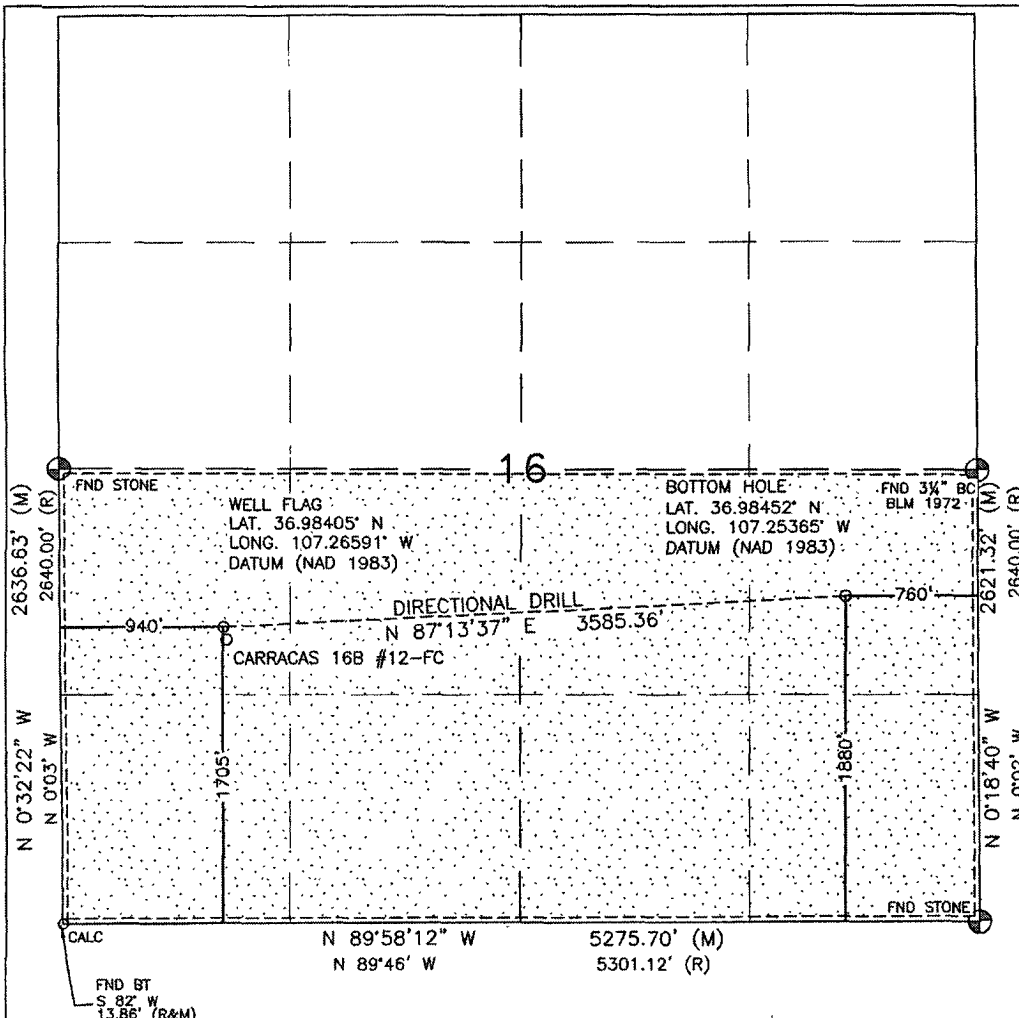 16
FND STONE
WELL FLAG
LAT. 36.98405° N
LONG. 107.26591° W
DATUM (NAD 1983)
BOTTOM HOLE
LAT. 36.98452° N
LONG. 107.25365° W
DATUM (NAD 1983)
FND 3¼" BC
BLM 1972
2636.63' (M)
2640.00' (R)
2621.32' (M)
2640.00' (R)
DIRECTIONAL DRILL
N 87°13'37" E 3585.36'
940'
760'
CARRACAS 16B #12-FC
1705'
1880'
N 0°32'22" W
N 0°03' W
N 0°18'40" W
N 0°02' W
FND STONE
CALC
N 89°58'12" W 5275.70' (M)
N 89°46' W 5301.12' (R)
FND BT
S 82° W
13.86' (R&M)